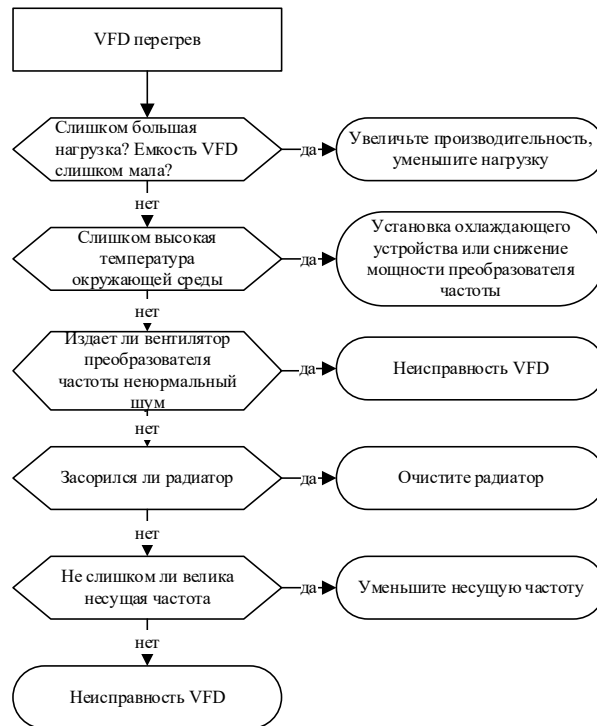 VFD перегрев
Слишком большая
нагрузка? Емкость VFD
слишком мала?
да
Увеличьте производительность,
уменьшите нагрузку
нет
Слишком высокая
температура
окружающей среды
да
Установка охлаждающего
устройства или снижение
мощности преобразователя
частоты
нет
Издает ли вентилятор
преобразователя
частоты ненормальный
шум
да
Неисправность VFD
нет
Засорился ли радиатор
да
Очистите радиатор
нет
Не слишком ли велика
несущая частота
да
Уменьшите несущую частоту
нет
Неисправность VFD